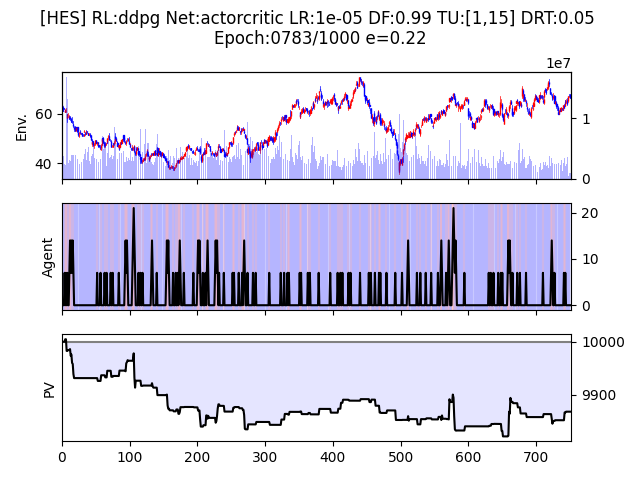 [HES] RL:ddpg Net:actorcritic LR:1e-05 DF:0.99 TU:[1,15] DRT:0.05
Epoch:0783/1000 e=0.22
1e7
Env.
60
40
1
0
Agent
20
10
0
PV
10000
9900
0 100 200 300 400 500 600 700